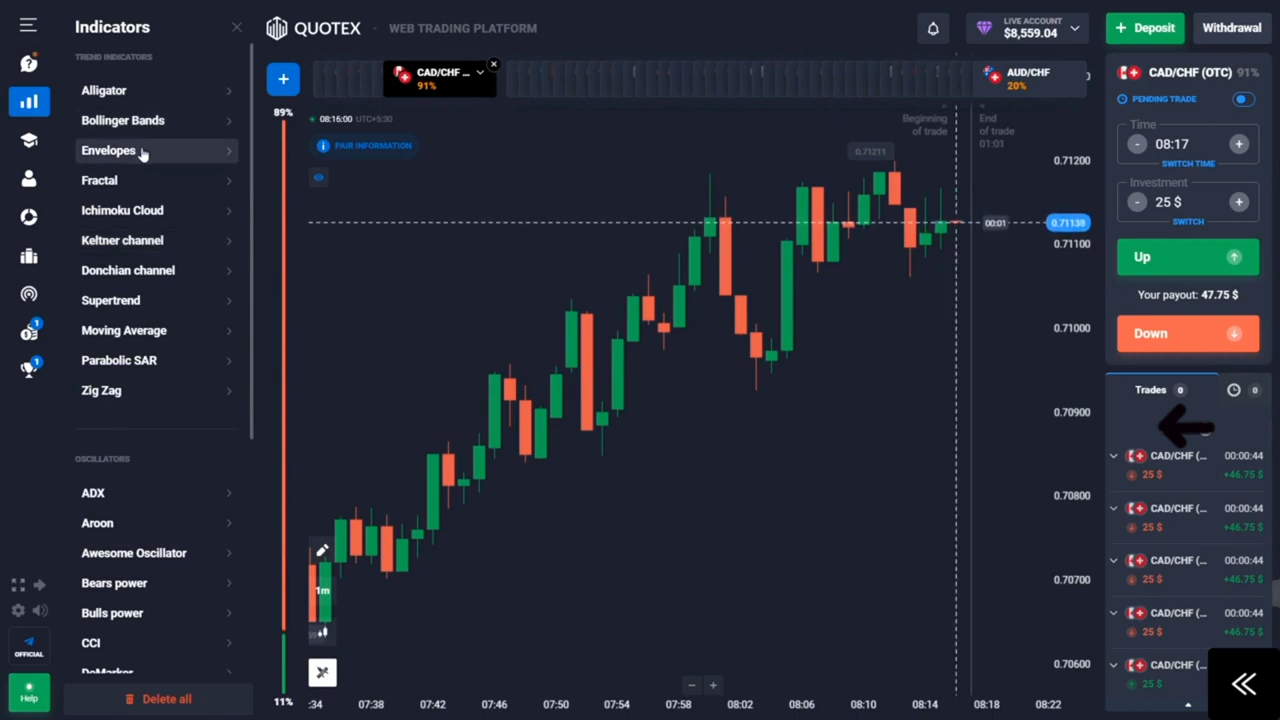 Indicators
TREND INDICATORS
Alligator
Bollinger Bands
Envelopes
Fractal
Ichimoku Cloud
Keltner channel
Donchian channel
Supertrend
Moving Average
Parabolic SAR
Zig Zag
OSCILLATORS
ADX
Aroon
Awesome Oscillator
Bears power
Bulls power
CCI
DeMarker
Delete all
1
1
OFFICIAL
Help
QUOTEX
WEB TRADING PLATFORM
LIVE ACCOUNT
$8,559.04
+ Deposit
Withdrawal
+
CAD/CHF ...
91%
AUD/CHF
20%
89%
11%
08:16:00 UTC+5:30
PAIR INFORMATION
Beginning
of trade
End
of trade
01:01
0.71211
00:01
0.71138
0.71200
0.71100
0.71000
0.70900
0.70800
0.70700
0.70600
1m
:34 07:38 07:42 07:46 07:50 07:54 07:58 08:02 08:06 08:10 08:14 08:18 08:22
CAD/CHF (OTC) 91%
PENDING TRADE
Time
- 08:17 +
SWITCH TIME
Investment
- 25 $ +
SWITCH
Up
Your payout: 47.75 $
Down
Trades 0
0
CAD/CHF (... 00:00:44
25 $ +46.75 $
CAD/CHF (... 00:00:44
25 $ +46.75 $
CAD/CHF (... 00:00:44
25 $ +46.75 $
CAD/CHF (... 00:00:44
25 $ +46.75 $
CAD/CHF (...
25 $